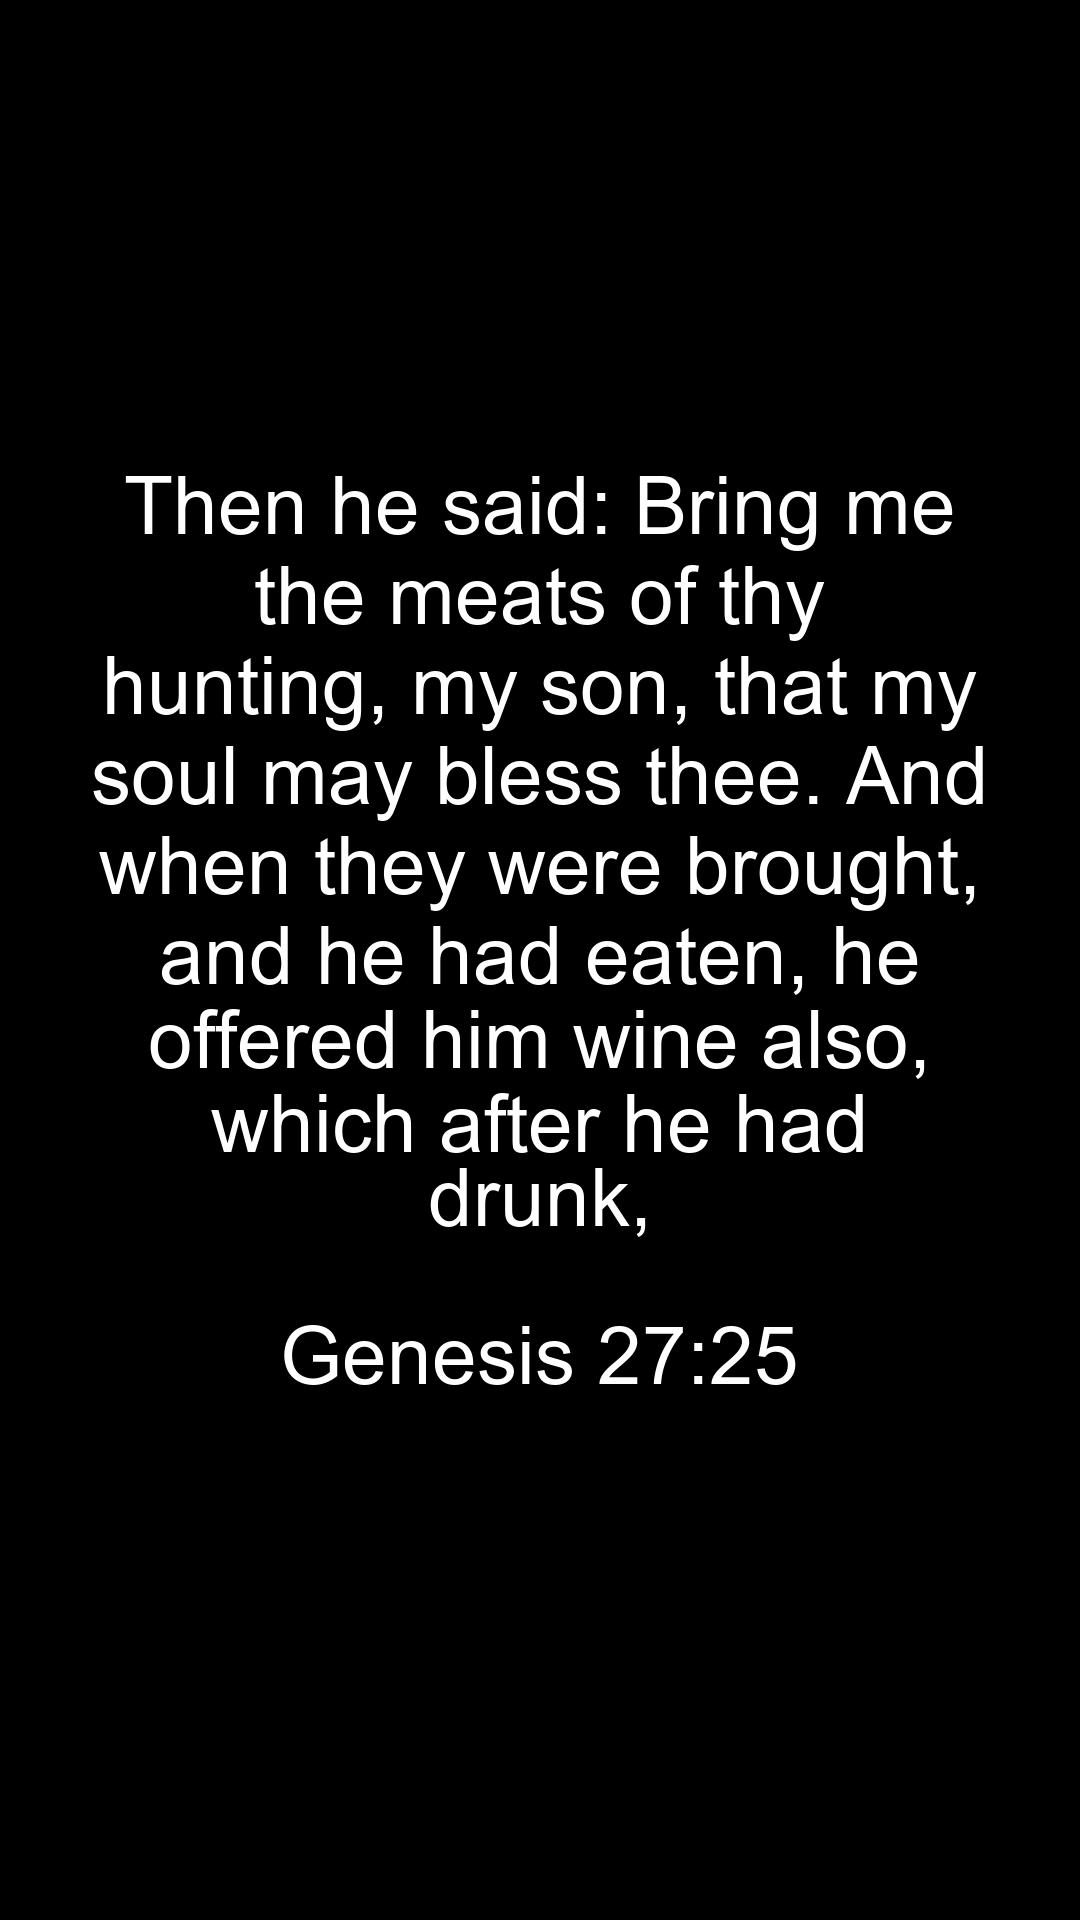 Then he said: Bring me
the meats of thy
hunting, my son, that my
soul may bless thee. And
when they were brought,
and he had eaten, he
offered him wine also,
which after he had
drunk,
Genesis 27:25